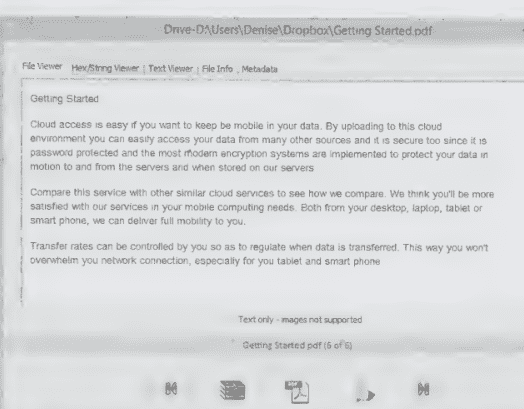 Drive-D:\Users\Denise\Dropbox\Getting Started.pdf
File Viewer | Hex/String Viewer | Text Viewer | File Info | Metadata
Getting Started
Cloud access is easy if you want to keep be mobile in your data. By uploading to this cloud
environment you can easily access your data from many other sources and it is secure too since it is
password protected and the most modern encryption systems are implemented to protect your data in
motion to and from the servers and when stored on our servers
Compare this service with other similar cloud services to see how we compare. We think you'll be more
satisfied with our services in your mobile computing needs. Both from your desktop, laptop, tablet or
smart phone, we can deliver full mobility to you.
Transfer rates can be controlled by you so as to regulate when data is transferred. This way you won't
overwhelm you network connection, especially for you tablet and smart phone
Text only - images not supported
Getting Started pdf (6 of 6)
PDF